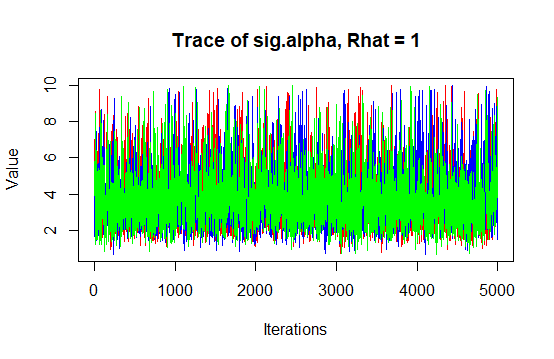 Trace of sig.alpha, Rhat = 1
Value
10
8
6
4
2
0 1000 2000 3000 4000 5000
Iterations